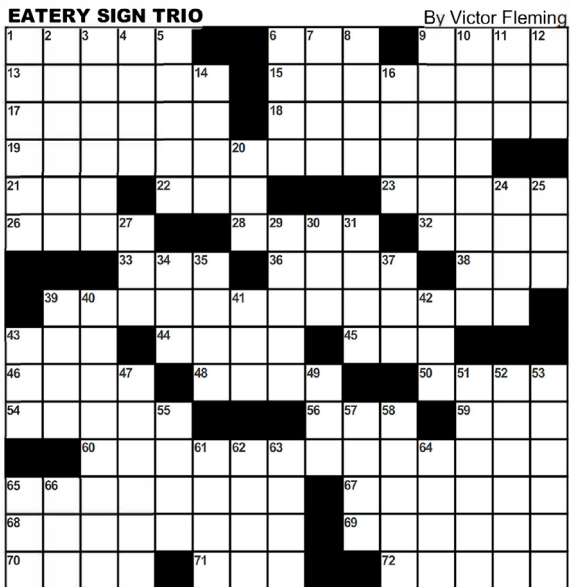 EATERY SIGN TRIO By Victor Fleming
1 2 3 4 5 6 7 8 9 10 11 12
13 14 15 16
17 18
19 20
21 22 23 24 25
26 27 28 29 30 31 32
33 34 35 36 37 38
39 40 41 42
43 44 45
46 47 48 49 50 51 52 53
54 55 56 57 58 59
60 61 62 63 64
65 66 67
68 69
70 71 72